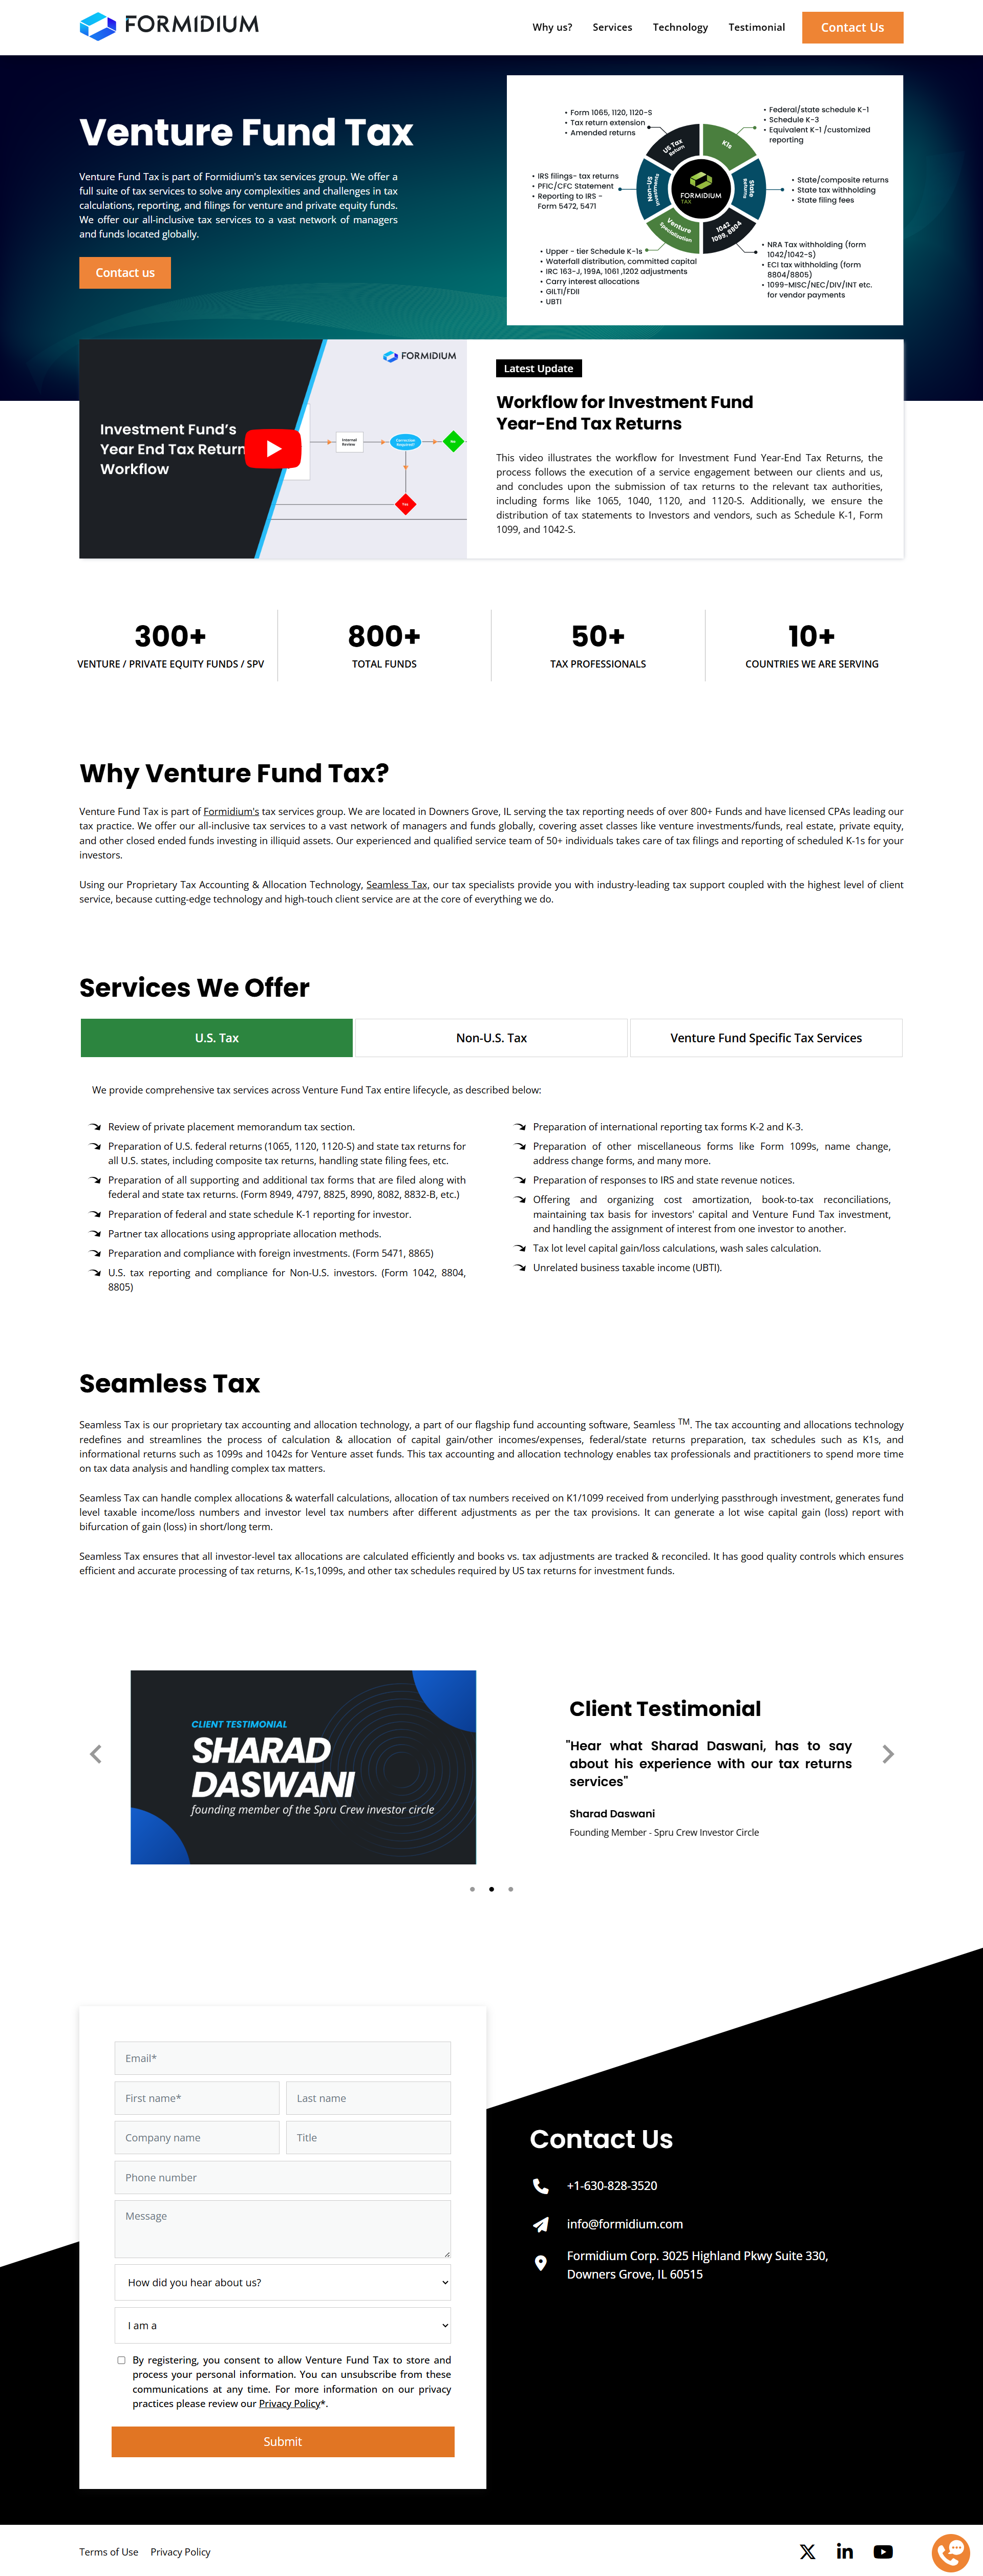 FORMIDIUM
Why us? Services Technology Testimonial Contact Us
Venture Fund Tax
Venture Fund Tax is part of Formidium's tax services group. We offer a
full suite of tax services to solve any complexities and challenges in tax
calculations, reporting, and filings for venture and private equity funds.
We offer our all-inclusive tax services to a vast network of managers
and funds located globally.
Contact us
• Form 1065, 1120, 1120-S
• Tax return extension
• Amended returns
• Federal/state schedule K-1
• Schedule K-3
• Equivalent K-1 /customized
reporting
• IRS filings- tax returns
• PFIC/CFC Statement
• Reporting to IRS -
Form 5472, 5471
• State/composite returns
• State tax withholding
• State filing fees
• Upper - tier Schedule K-1s
• Waterfall distribution, committed capital
• IRC 163-J, 199A, 1061 ,1202 adjustments
• Carry interest allocations
• GILTI/FDII
• UBTI
• NRA Tax withholding (form
1042/1042-S)
• ECI tax withholding (form
8804/8805)
• 1099-MISC/NEC/DIV/INT etc.
for vendor payments
US Tax
Return
K1s
State
Returns
1042
1099, 8804
Venture
Specialization
Non-US
Investments
FORMIDIUM
TAX
FORMIDIUM
Investment Fund's
Year End Tax Return
Workflow
Internal
Review
Correction
Required?
No
Yes
Latest Update
Workflow for Investment Fund
Year-End Tax Returns
This video illustrates the workflow for Investment Fund Year-End Tax Returns, the
process follows the execution of a service engagement between our clients and us,
and concludes upon the submission of tax returns to the relevant tax authorities,
including forms like 1065, 1040, 1120, and 1120-S. Additionally, we ensure the
distribution of tax statements to Investors and vendors, such as Schedule K-1, Form
1099, and 1042-S.
300+
VENTURE / PRIVATE EQUITY FUNDS / SPV
800+
TOTAL FUNDS
50+
TAX PROFESSIONALS
10+
COUNTRIES WE ARE SERVING
Why Venture Fund Tax?
Venture Fund Tax is part of Formidium's tax services group. We are located in Downers Grove, IL serving the tax reporting needs of over 800+ Funds and have licensed CPAs leading our
tax practice. We offer our all-inclusive tax services to a vast network of managers and funds globally, covering asset classes like venture investments/funds, real estate, private equity,
and other closed ended funds investing in illiquid assets. Our experienced and qualified service team of 50+ individuals takes care of tax filings and reporting of scheduled K-1s for your
investors.
Using our Proprietary Tax Accounting & Allocation Technology, Seamless Tax, our tax specialists provide you with industry-leading tax support coupled with the highest level of client
service, because cutting-edge technology and high-touch client service are at the core of everything we do.
Services We Offer
U.S. Tax
Non-U.S. Tax
Venture Fund Specific Tax Services
We provide comprehensive tax services across Venture Fund Tax entire lifecycle, as described below:
Review of private placement memorandum tax section.
Preparation of U.S. federal returns (1065, 1120, 1120-S) and state tax returns for
all U.S. states, including composite tax returns, handling state filing fees, etc.
Preparation of all supporting and additional tax forms that are filed along with
federal and state tax returns. (Form 8949, 4797, 8825, 8990, 8082, 8832-B, etc.)
Preparation of federal and state schedule K-1 reporting for investor.
Partner tax allocations using appropriate allocation methods.
Preparation and compliance with foreign investments. (Form 5471, 8865)
U.S. tax reporting and compliance for Non-U.S. investors. (Form 1042, 8804,
8805)
Preparation of international reporting tax forms K-2 and K-3.
Preparation of other miscellaneous forms like Form 1099s, name change,
address change forms, and many more.
Preparation of responses to IRS and state revenue notices.
Offering and organizing cost amortization, book-to-tax reconciliations,
maintaining tax basis for investors' capital and Venture Fund Tax investment,
and handling the assignment of interest from one investor to another.
Tax lot level capital gain/loss calculations, wash sales calculation.
Unrelated business taxable income (UBTI).
Seamless Tax
Seamless Tax is our proprietary tax accounting and allocation technology, a part of our flagship fund accounting software, Seamless TM. The tax accounting and allocations technology
redefines and streamlines the process of calculation & allocation of capital gain/other incomes/expenses, federal/state returns preparation, tax schedules such as K1s, and
informational returns such as 1099s and 1042s for Venture asset funds. This tax accounting and allocation technology enables tax professionals and practitioners to spend more time
on tax data analysis and handling complex tax matters.
Seamless Tax can handle complex allocations & waterfall calculations, allocation of tax numbers received on K1/1099 received from underlying passthrough investment, generates fund
level taxable income/loss numbers and investor level tax numbers after different adjustments as per the tax provisions. It can generate a lot wise capital gain (loss) report with
bifurcation of gain (loss) in short/long term.
Seamless Tax ensures that all investor-level tax allocations are calculated efficiently and books vs. tax adjustments are tracked & reconciled. It has good quality controls which ensures
efficient and accurate processing of tax returns, K-1s,1099s, and other tax schedules required by US tax returns for investment funds.
CLIENT TESTIMONIAL
SHARAD
DASWANI
founding member of the Spru Crew investor circle
Client Testimonial
"Hear what Sharad Daswani, has to say
about his experience with our tax returns
services"
Sharad Daswani
Founding Member - Spru Crew Investor Circle
Email*
First name* Last name
Company name Title
Phone number
Message
How did you hear about us?
I am a
By registering, you consent to allow Venture Fund Tax to store and
process your personal information. You can unsubscribe from these
communications at any time. For more information on our privacy
practices please review our Privacy Policy*.
Submit
Contact Us
+1-630-828-3520
info@formidium.com
Formidium Corp. 3025 Highland Pkwy Suite 330,
Downers Grove, IL 60515
Terms of Use Privacy Policy